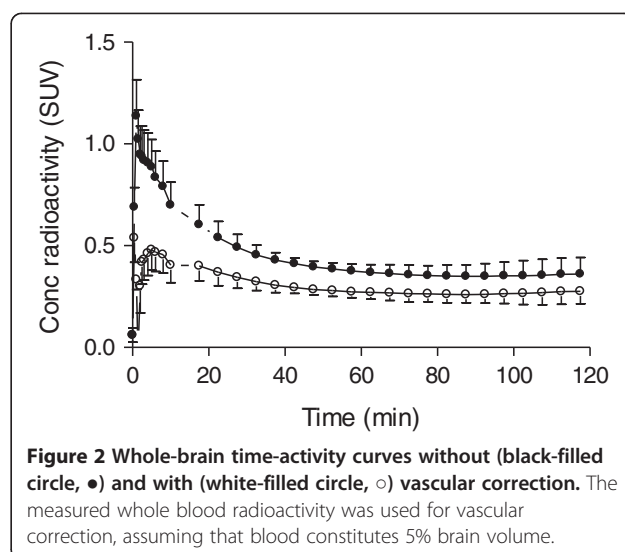 1.5
1.0
0.5
0.0
Conc radioactivity (SUV)
0 20 40 60 80 100 120
Time (min)
Figure 2 Whole-brain time-activity curves without (black-filled
circle, ●) and with (white-filled circle, ○) vascular correction. The
measured whole blood radioactivity was used for vascular
correction, assuming that blood constitutes 5% brain volume.